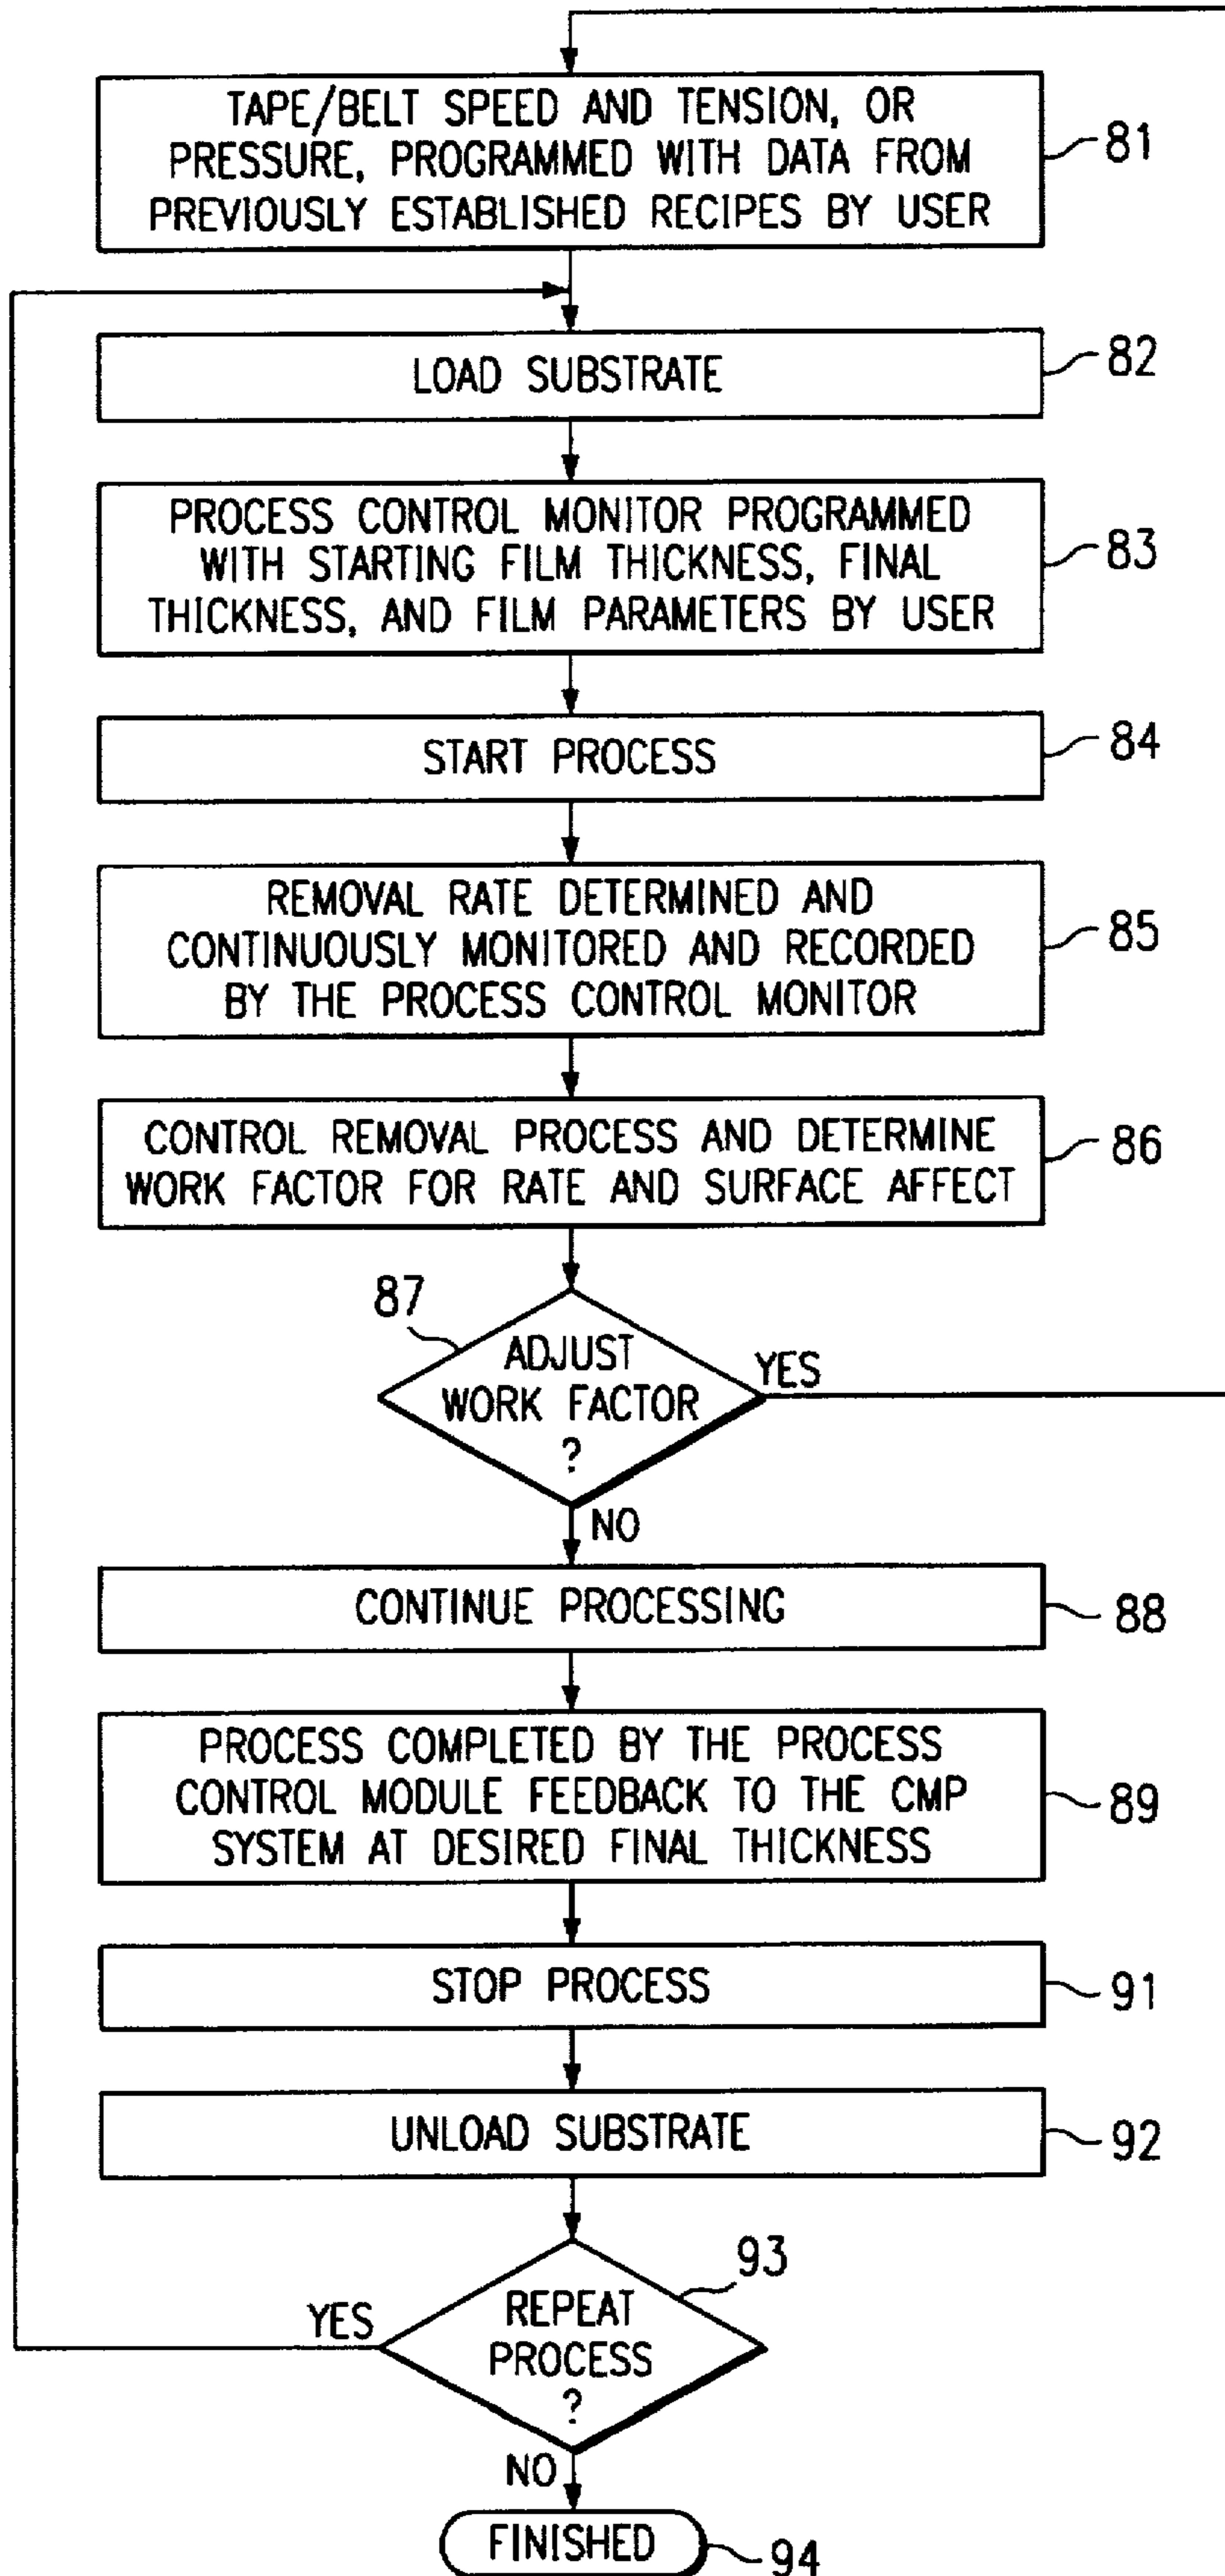 TAPE/BELT SPEED AND TENSION, OR
PRESSURE, PROGRAMMED WITH DATA FROM
PREVIOUSLY ESTABLISHED RECIPES BY USER
81
LOAD SUBSTRATE
82
PROCESS CONTROL MONITOR PROGRAMMED
WITH STARTING FILM THICKNESS, FINAL
THICKNESS, AND FILM PARAMETERS BY USER
83
START PROCESS
84
REMOVAL RATE DETERMINED AND
CONTINUOUSLY MONITORED AND RECORDED
BY THE PROCESS CONTROL MONITOR
85
CONTROL REMOVAL PROCESS AND DETERMINE
WORK FACTOR FOR RATE AND SURFACE AFFECT
86
87
ADJUST
WORK FACTOR
?
YES
NO
CONTINUE PROCESSING
88
PROCESS COMPLETED BY THE PROCESS
CONTROL MODULE FEEDBACK TO THE CMP
SYSTEM AT DESIRED FINAL THICKNESS
89
STOP PROCESS
91
UNLOAD SUBSTRATE
92
93
REPEAT
PROCESS
?
YES
NO
FINISHED
94